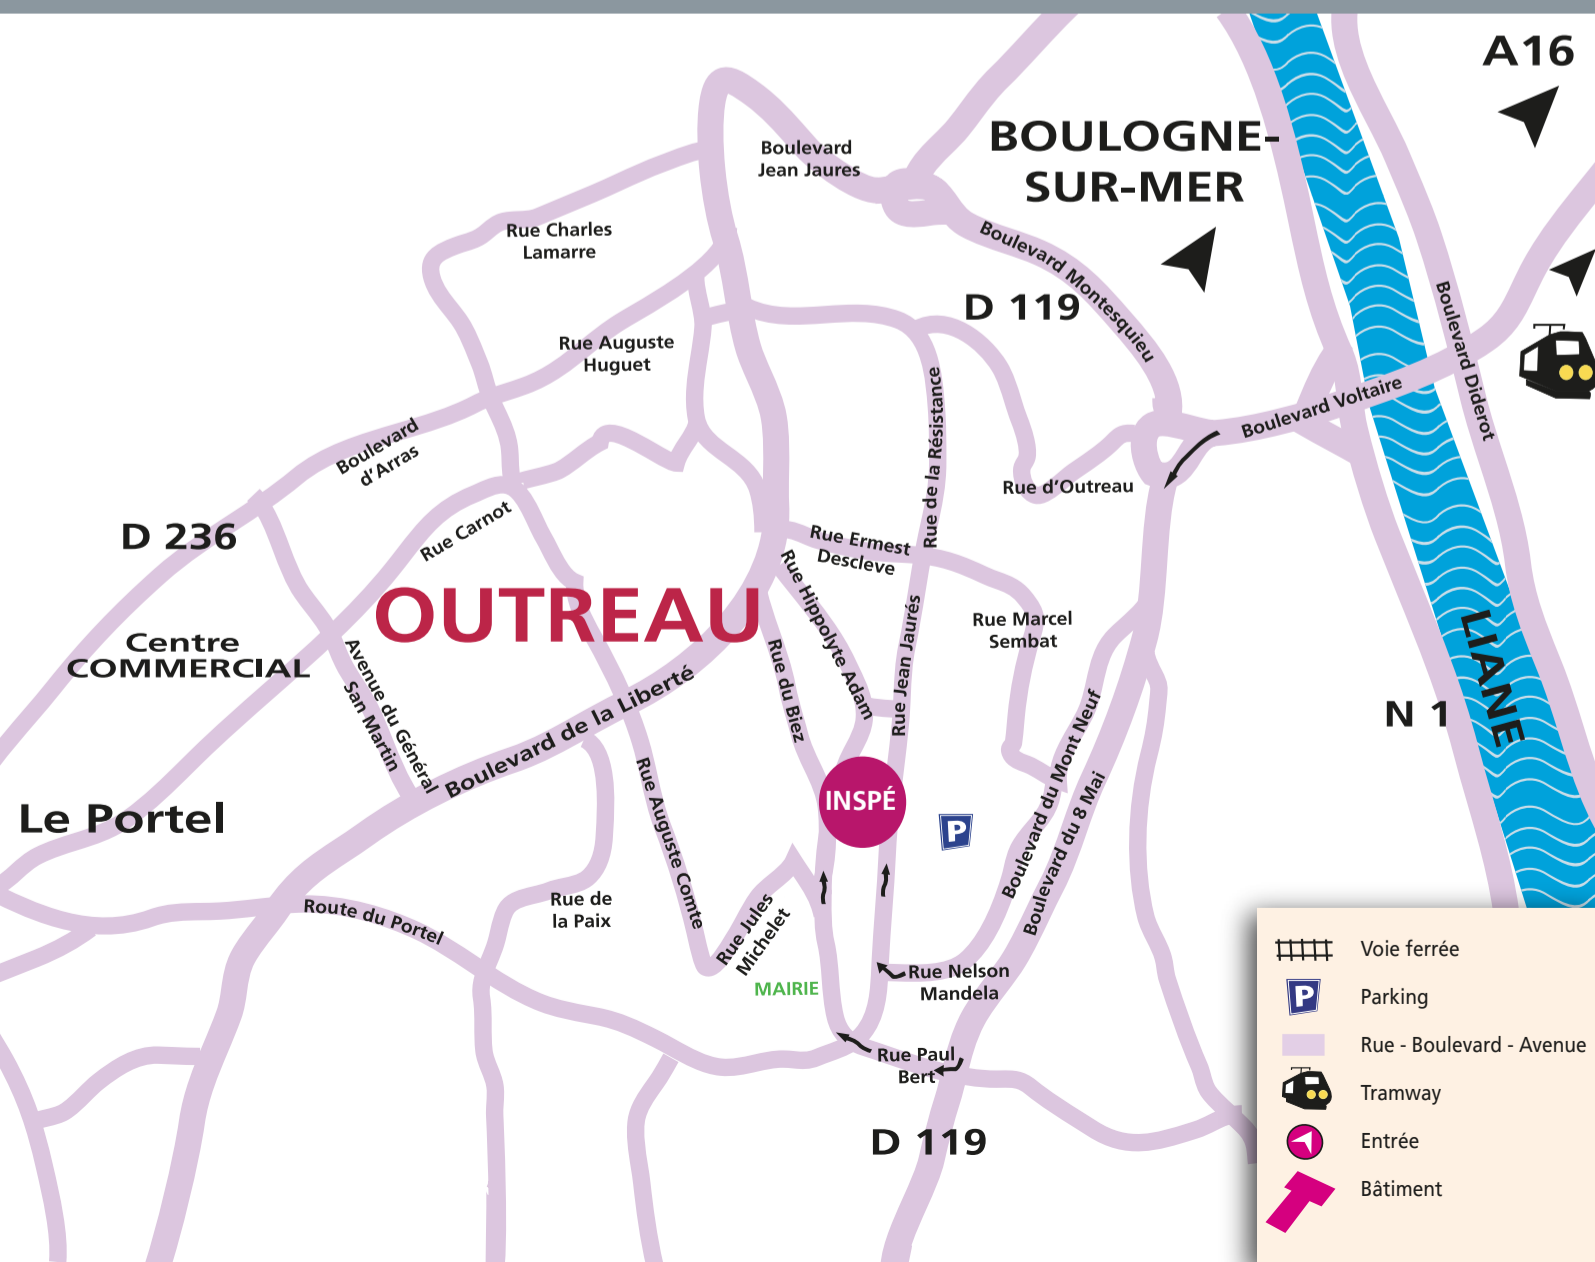 A16
BOULOGNE-
SUR-MER
Boulevard
Jean Jaures
Rue Charles
Lamarre
Boulevard Montesquieu
D 119
Boulevard Diderot
Rue Auguste
Huguet
Boulevard Voltaire
Boulevard
d'Arras
Rue de la Résistance
Rue d'Outreau
Rue Carnot
D 236
Rue Ermest
Descleve
OUTREAU
Rue Hippolyte Adam
Rue Jean Jaurés
Rue Marcel
Sembat
Centre
COMMERCIAL
Avenue du Général
San Martin
Rue du Biez
LIANE
N 1
Boulevard de la Liberté
Boulevard du Mont Neuf
Boulevard du 8 Mai
Le Portel
INSPÉ
P
Rue Auguste Comte
Rue de
la Paix
Route du Portel
Rue Jules
Michelet
MAIRIE
Rue Nelson
Mandela
Rue Paul
Bert
D 119
Voie ferrée
P
Parking
Rue - Boulevard - Avenue
Tramway
Entrée
Bâtiment